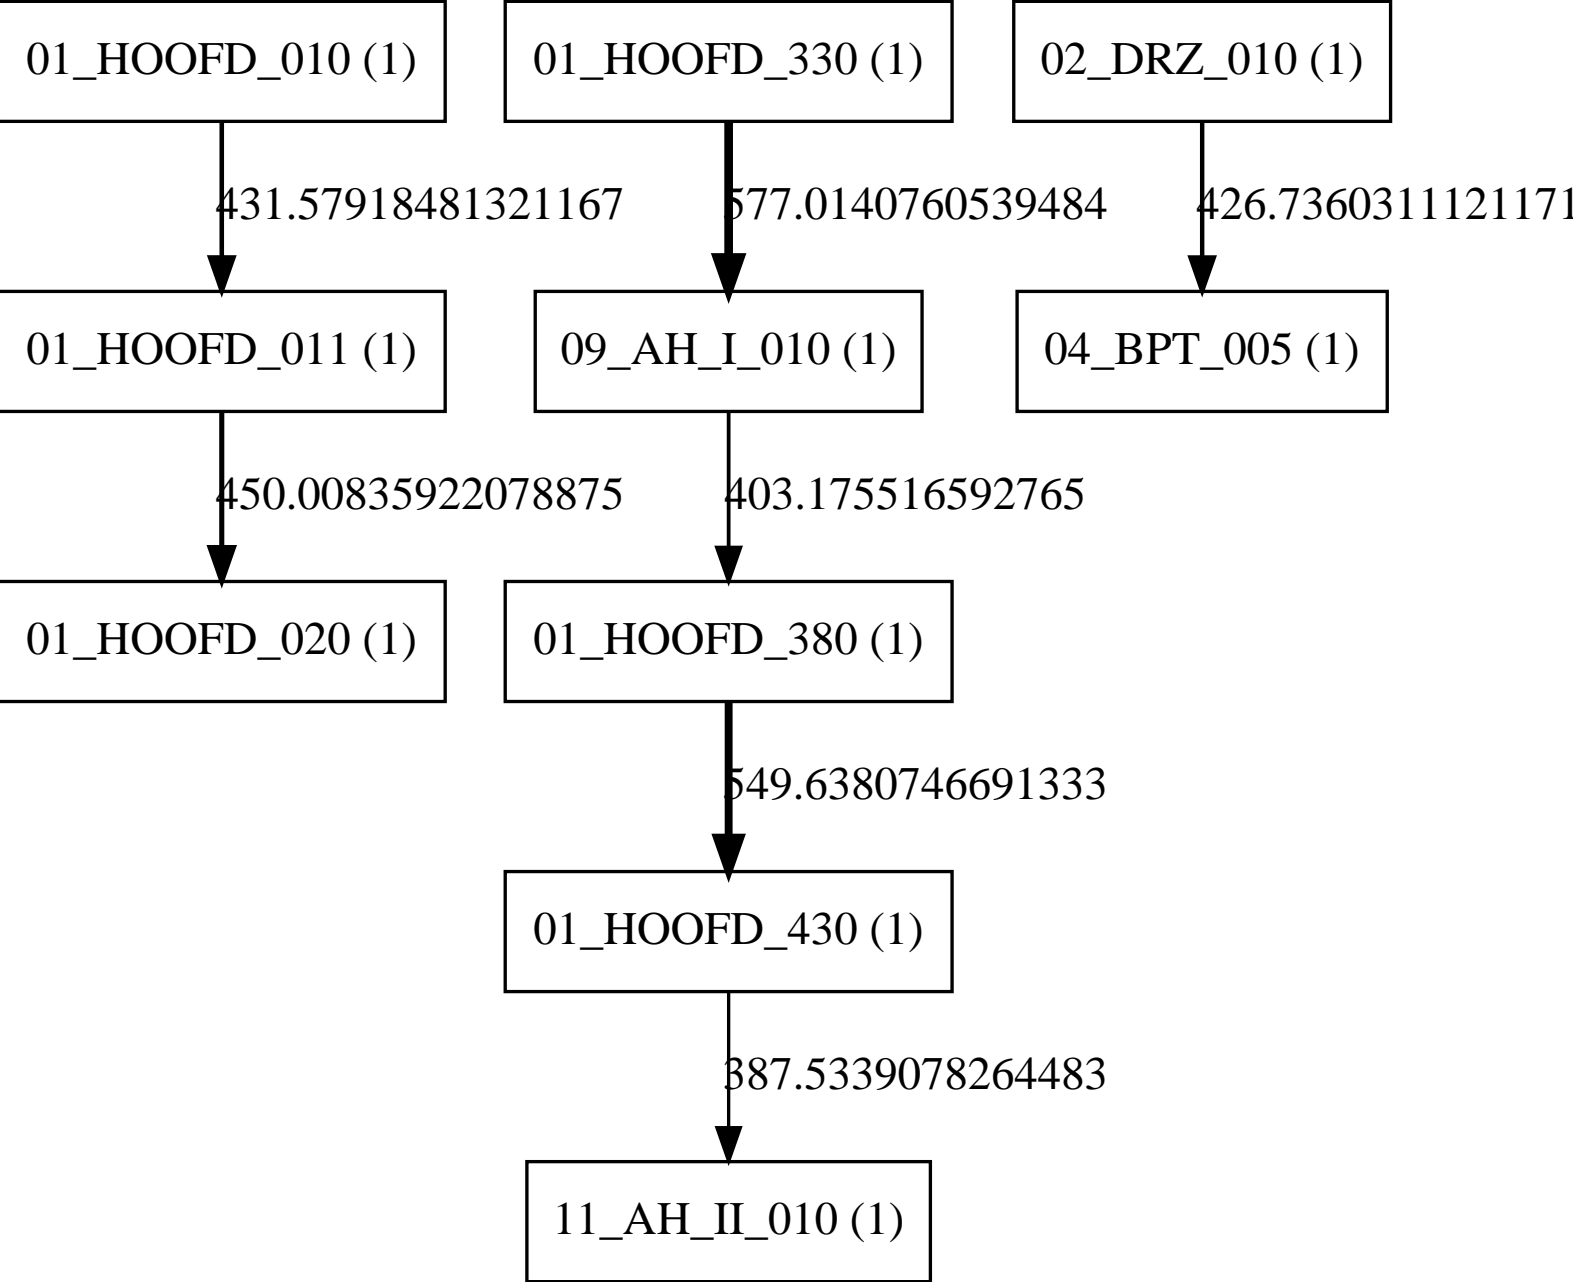 01_HOOFD_010 (1)
01_HOOFD_330 (1)
02_DRZ_010 (1)
431.57918481321167
577.0140760539484
426.7360311121171
01_HOOFD_011 (1)
09_AH_I_010 (1)
04_BPT_005 (1)
450.00835922078875
403.175516592765
01_HOOFD_020 (1)
01_HOOFD_380 (1)
549.6380746691333
01_HOOFD_430 (1)
387.5339078264483
11_AH_II_010 (1)